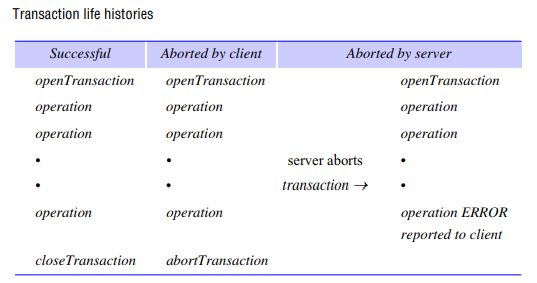 Transaction life histories
Successful Aborted by client Aborted by server
openTransaction openTransaction openTransaction
operation operation operation
operation operation operation
• • server aborts •
• • transaction → •
operation operation operation ERROR
reported to client
closeTransaction abortTransaction